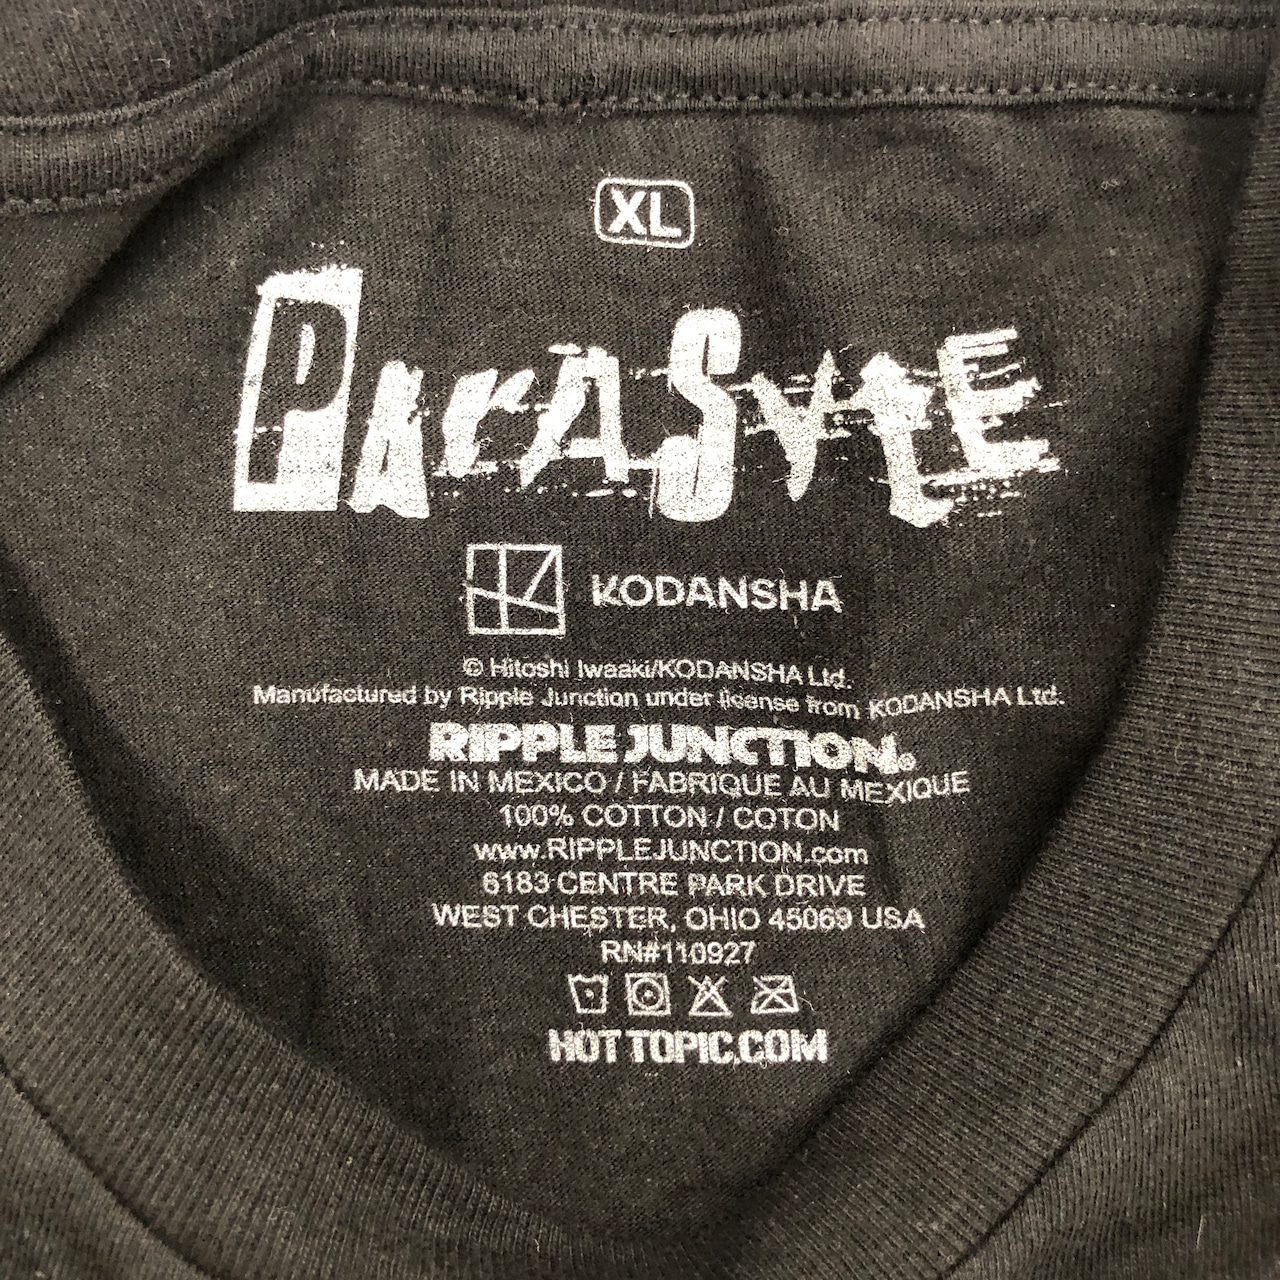 XL
PArASYTE
KODANSHA
© Hitoshi Iwaaki/KODANSHA Ltd.
Manufactured by Ripple Junction under license from KODANSHA Ltd.
RIPPLE JUNCTION®
MADE IN MEXICO / FABRIQUE AU MEXIQUE
100% COTTON / COTON
www.RIPPLEJUNCTION.com
6183 CENTRE PARK DRIVE
WEST CHESTER, OHIO 45069 USA
RN#110927
HOT TOPIC.COM